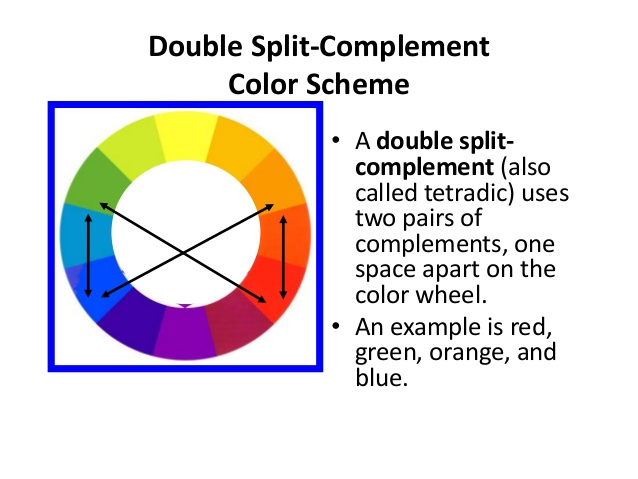 Double Split-Complement
Color Scheme
• A double split-
complement (also
called tetradic) uses
two pairs of
complements, one
space apart on the
color wheel.
• An example is red,
green, orange, and
blue.